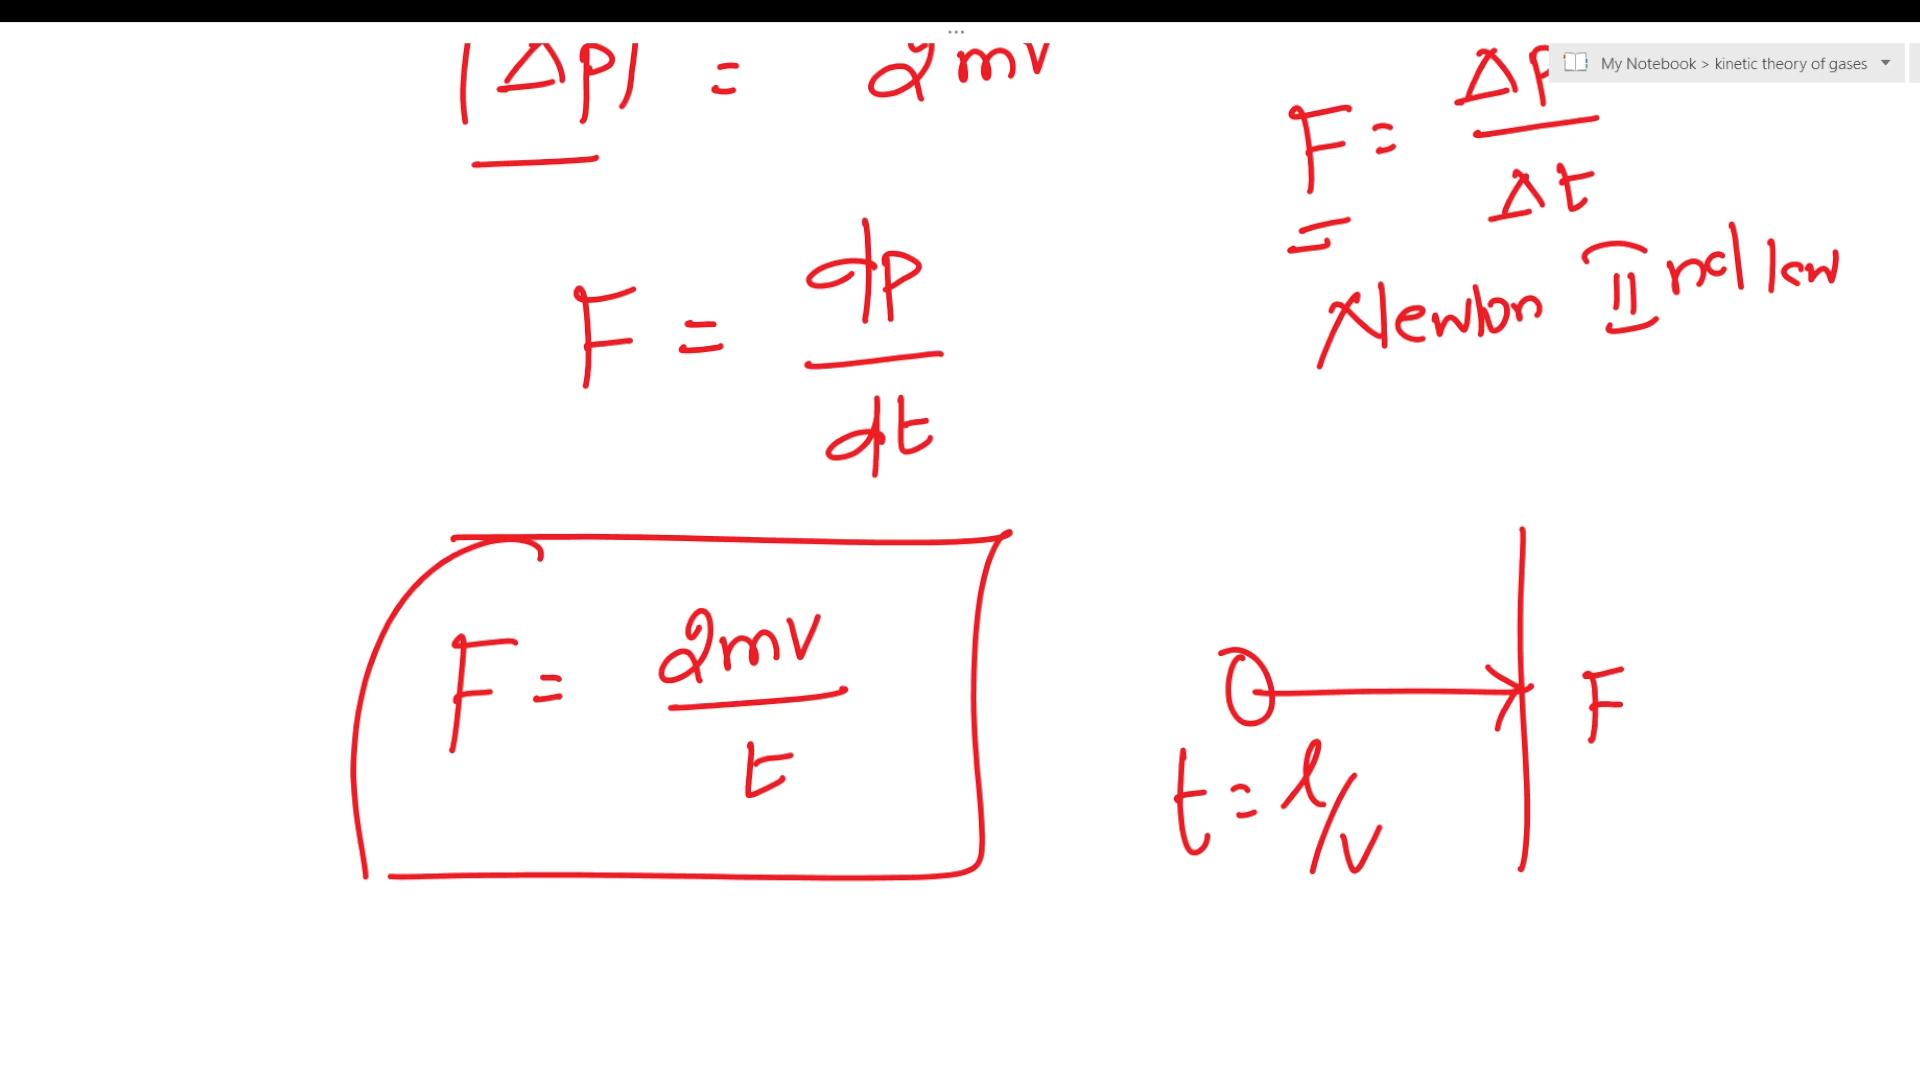 My Notebook > kinetic theory of gases
|Δp| = 2mv
F = Δp / Δt
Newton IInd law
F = dp / dt
F = 2mv / t
F
t = l/v